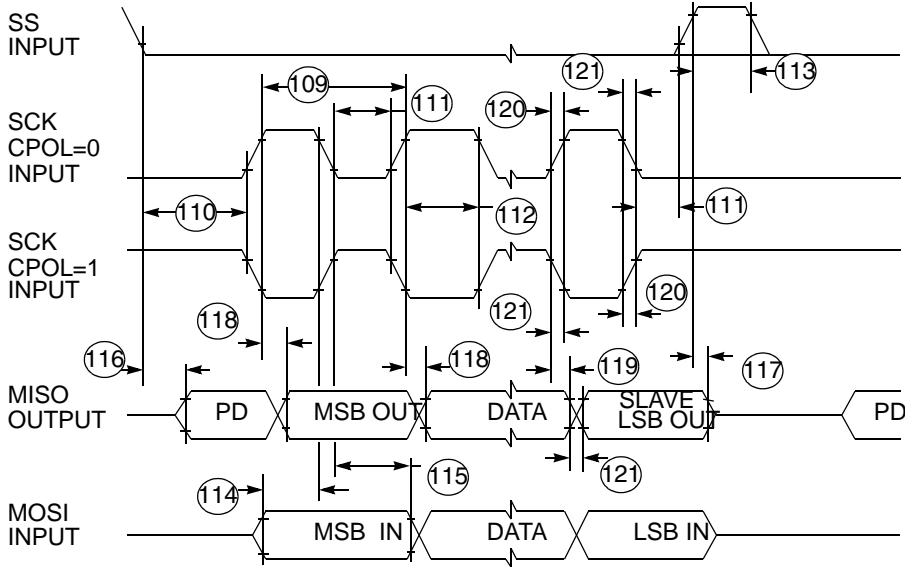 SS
INPUT
121
113
109
111
120
SCK
CPOL=0
INPUT
110
112
111
SCK
CPOL=1
INPUT
118
121
120
116
118
119
117
MISO
OUTPUT
PD
MSB OUT
DATA
SLAVE
LSB OUT
PD
114
115
121
MOSI
INPUT
MSB IN
DATA
LSB IN